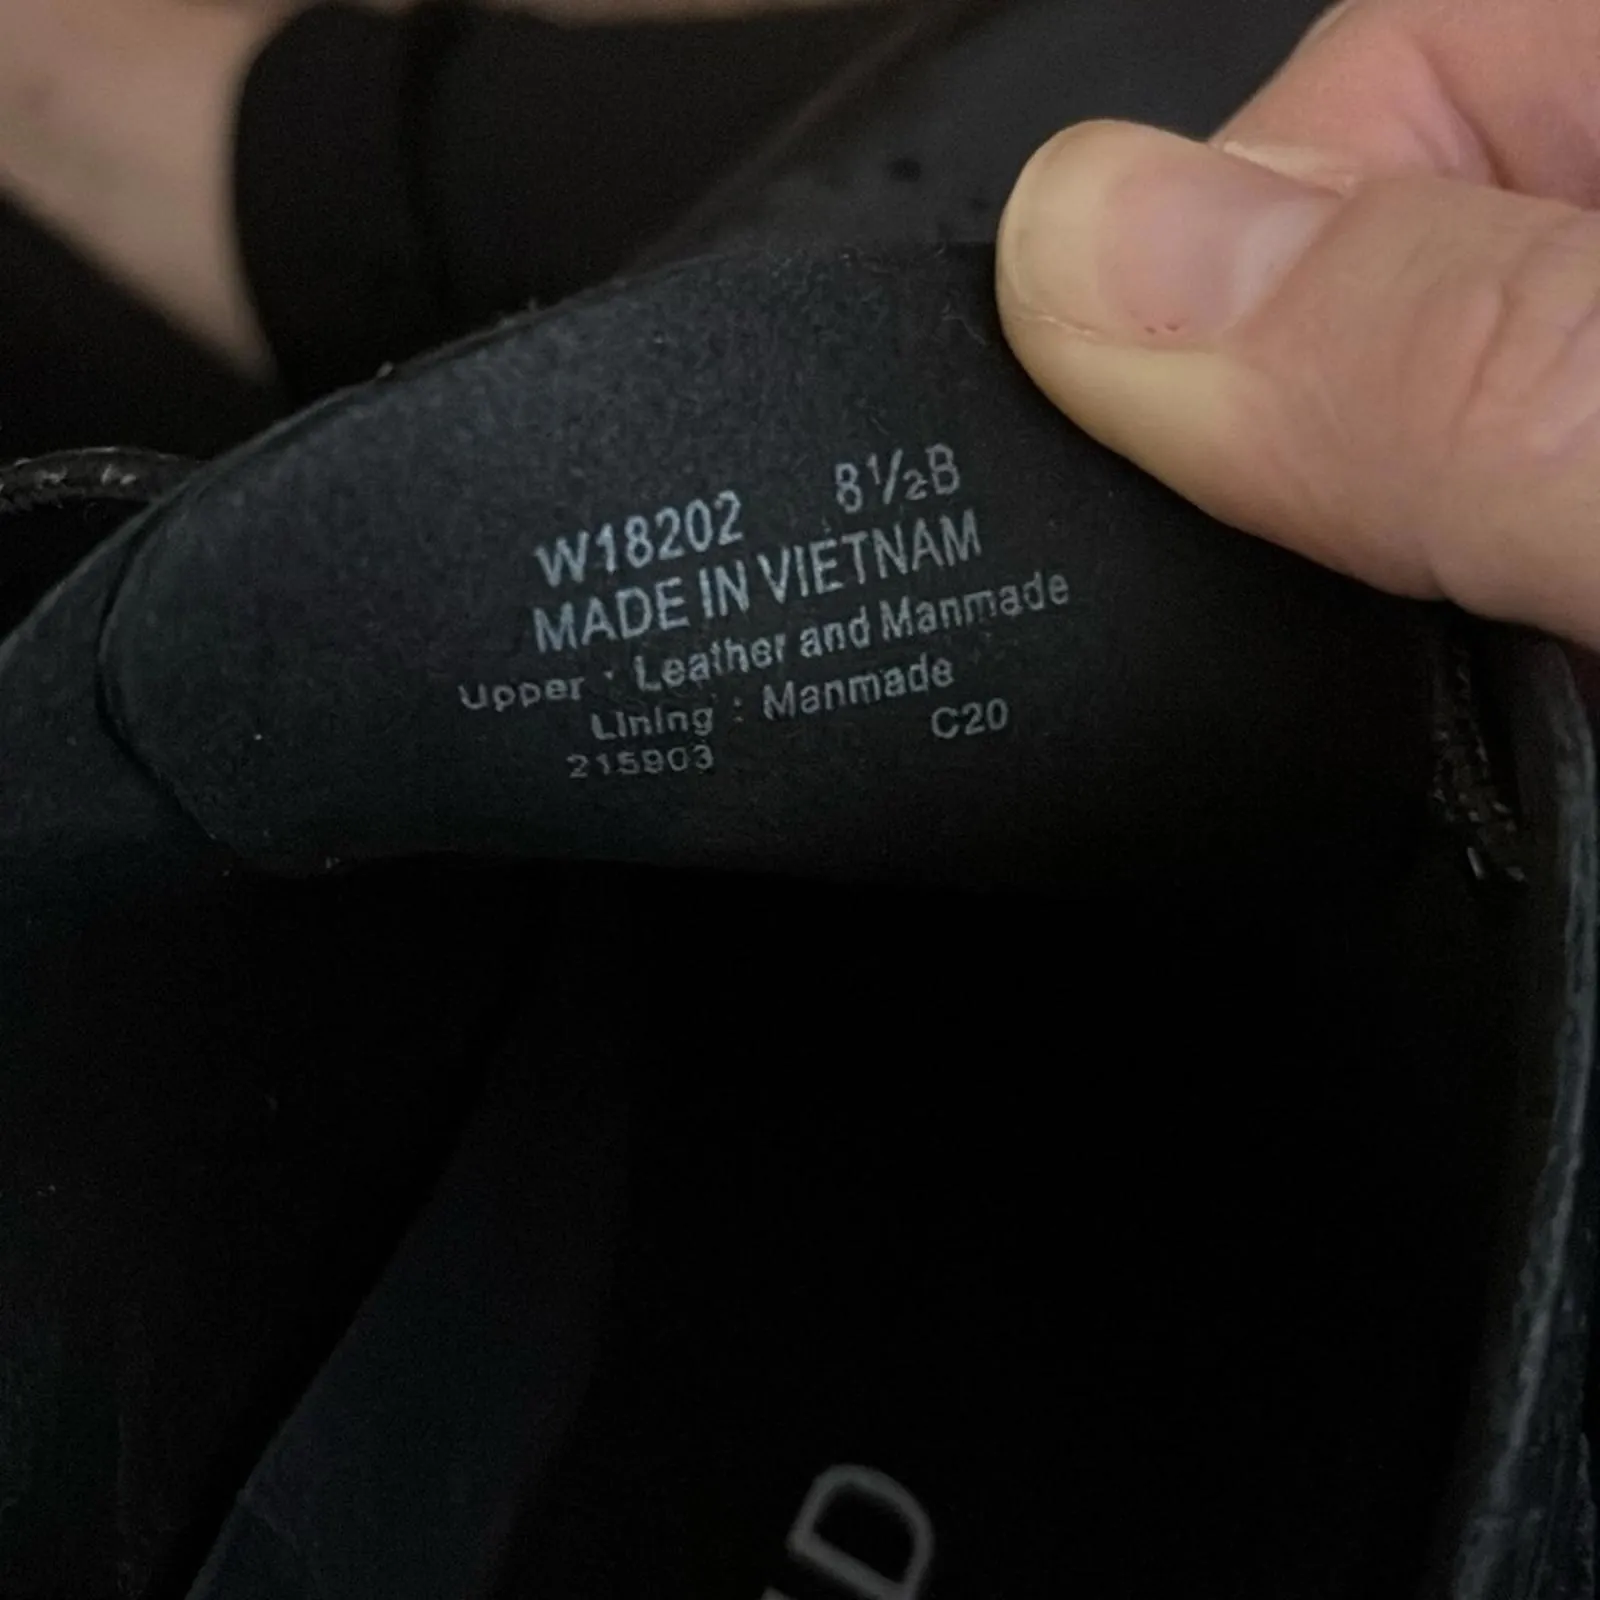 W18202 8½B
MADE IN VIETNAM
Upper : Leather and Manmade
Lining : Manmade
215903 C20
D